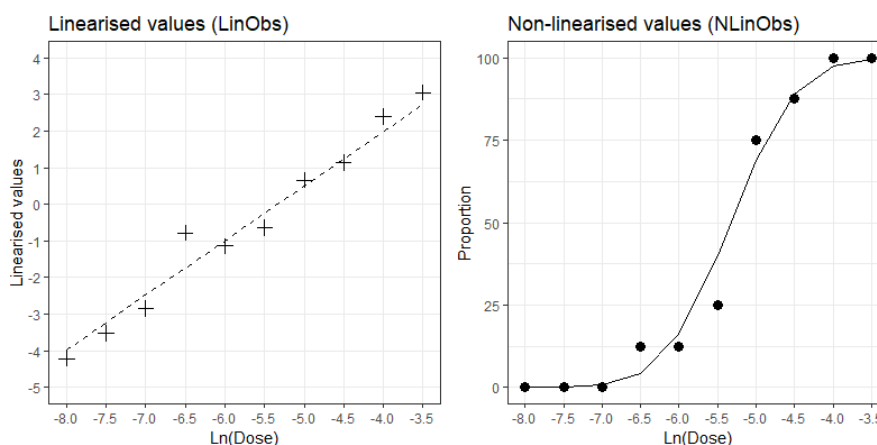 Linearised values (LinObs)
Linearised values
4
3
2
1
0
-1
-2
-3
-4
-5
-8.0 -7.5 -7.0 -6.5 -6.0 -5.5 -5.0 -4.5 -4.0 -3.5
Ln(Dose)
Non-linearised values (NLinObs)
Proportion
100
75
50
25
0
-8.0 -7.5 -7.0 -6.5 -6.0 -5.5 -5.0 -4.5 -4.0 -3.5
Ln(Dose)